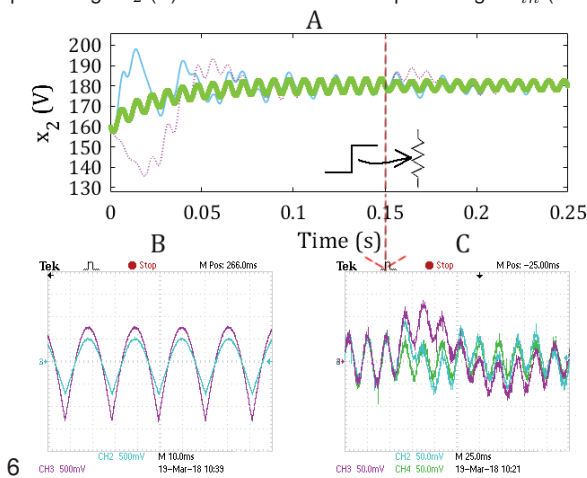 A
x₂ (V)
200
190
180
170
160
150
140
130
0 0.05 0.1 0.15 0.2 0.25
Time (s)
B
C
Tek Stop M Pos: 266.0ms
3
CH2 500mV M 10.0ms
CH3 500mV 19-Mar-18 10:39
Tek Stop M Pos: -25.00ms
3
CH2 50.0mV M 25.0ms
CH3 50.0mV CH4 50.0mV 19-Mar-18 10:21
6